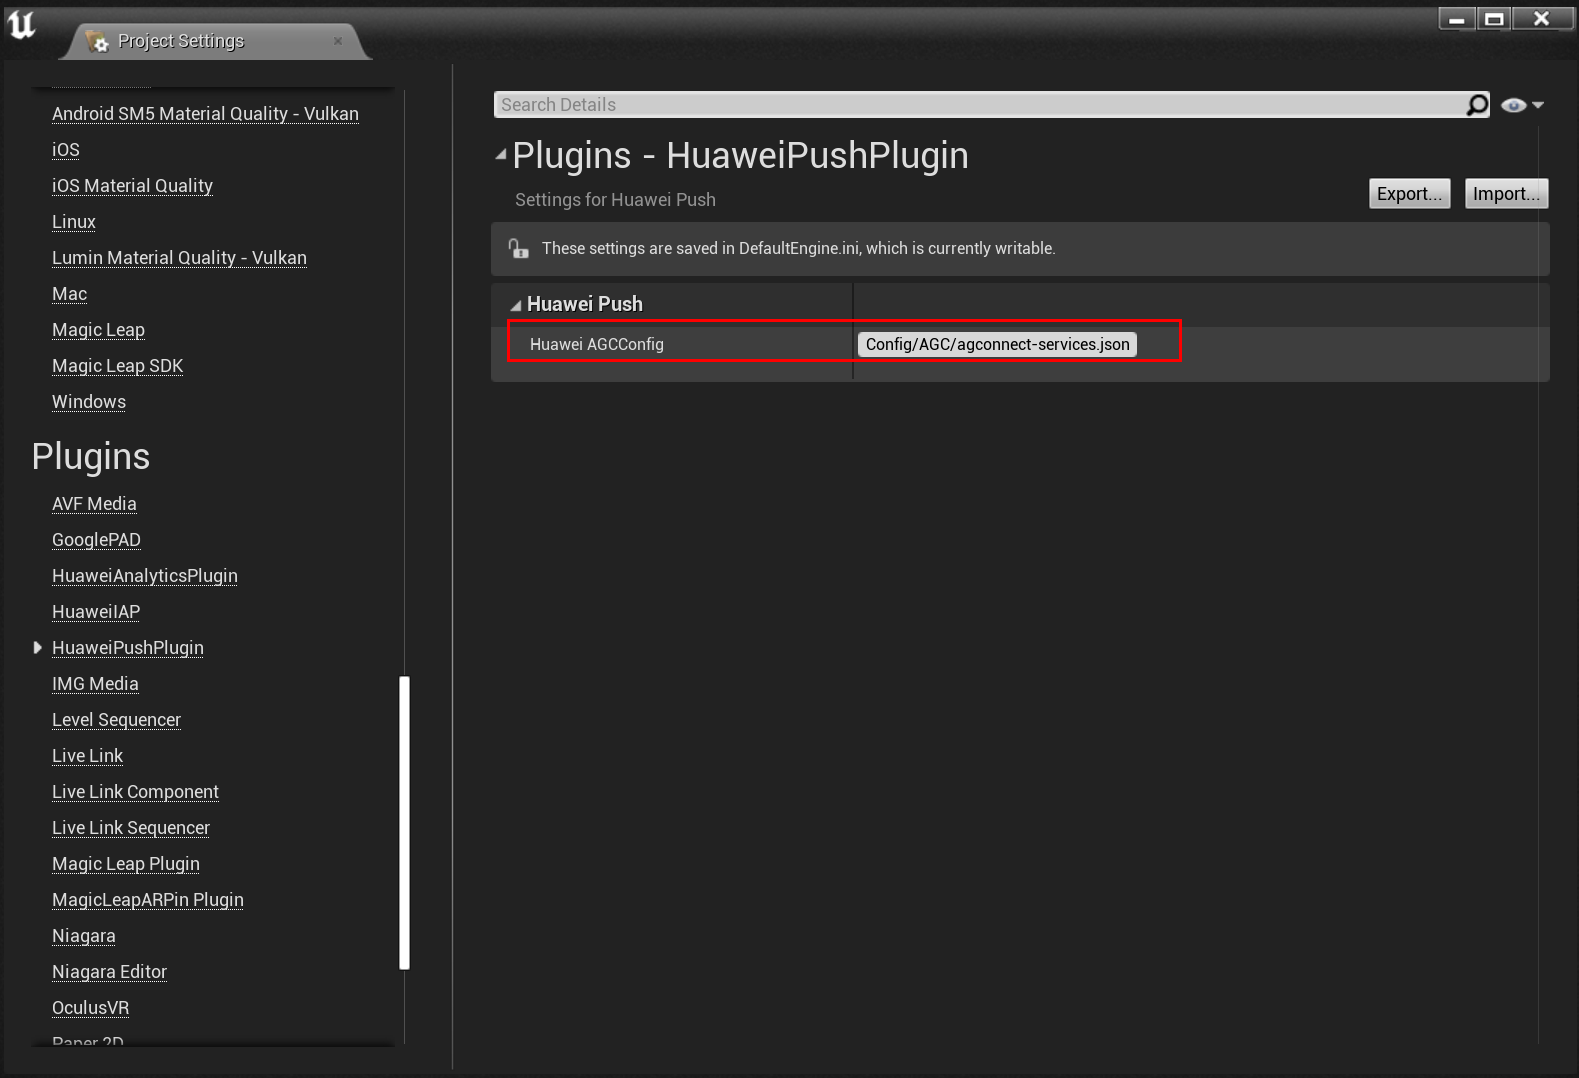 Project Settings
Android SM5 Material Quality - Vulkan
iOS
iOS Material Quality
Linux
Lumin Material Quality - Vulkan
Mac
Magic Leap
Magic Leap SDK
Windows
Plugins
AVF Media
GooglePAD
HuaweiAnalyticsPlugin
HuaweiIAP
HuaweiPushPlugin
IMG Media
Level Sequencer
Live Link
Live Link Component
Live Link Sequencer
Magic Leap Plugin
MagicLeapARPin Plugin
Niagara
Niagara Editor
OculusVR
Paper 2D
Search Details
Plugins - HuaweiPushPlugin
Settings for Huawei Push
Export...
Import...
These settings are saved in DefaultEngine.ini, which is currently writable.
Huawei Push
Huawei AGCConfig
Config/AGC/agconnect-services.json